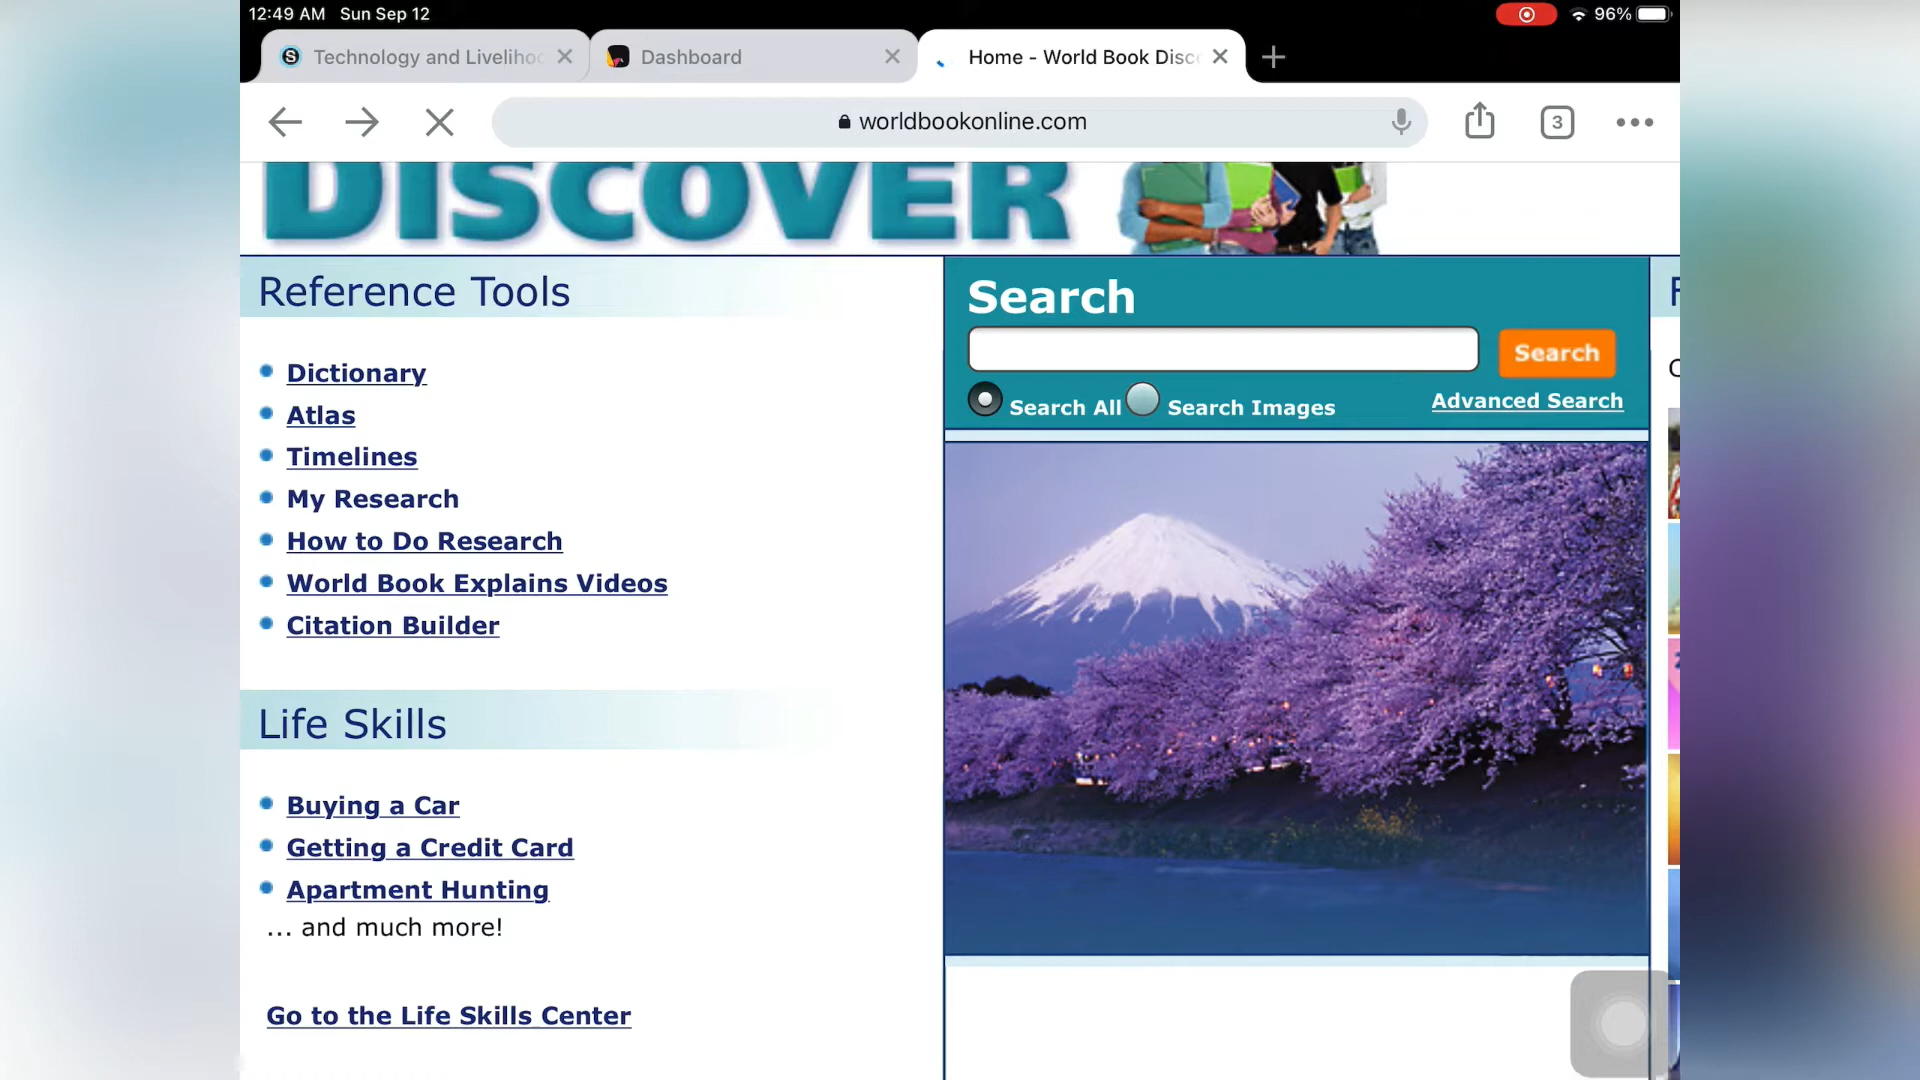 12:49 AM Sun Sep 12
96%
Technology and Liveliho
Dashboard
Home - World Book Disc
worldbookonline.com
3
DISCOVER
Reference Tools
Dictionary
Atlas
Timelines
My Research
How to Do Research
World Book Explains Videos
Citation Builder
Life Skills
Buying a Car
Getting a Credit Card
Apartment Hunting
... and much more!
Go to the Life Skills Center
Search
Search
Search All
Search Images
Advanced Search